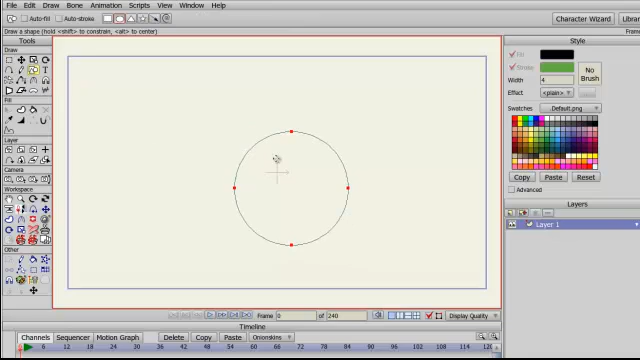 File Edit Draw Bone Animation Scripts View Window Help
Auto-fill Auto-stroke Character Wizard Librar
Draw a shape (hold <shift> to constrain, <alt> to center) Frame
Tools Style
Draw
Fill
Stroke
No Brush
T
Width 4
Effect <plain>
Fill
Swatches .Default.png
Layer
Camera
Copy Paste Reset
Workspace
Advanced
Layers
Layer 1
Other
Frame 0 of 240 Display Quality
Timeline
Channels Sequencer Motion Graph Delete Copy Paste Onionskins
6 12 18 24 30 36 42 48 54 60 66 72 78 84 90 96 102 108 114 120